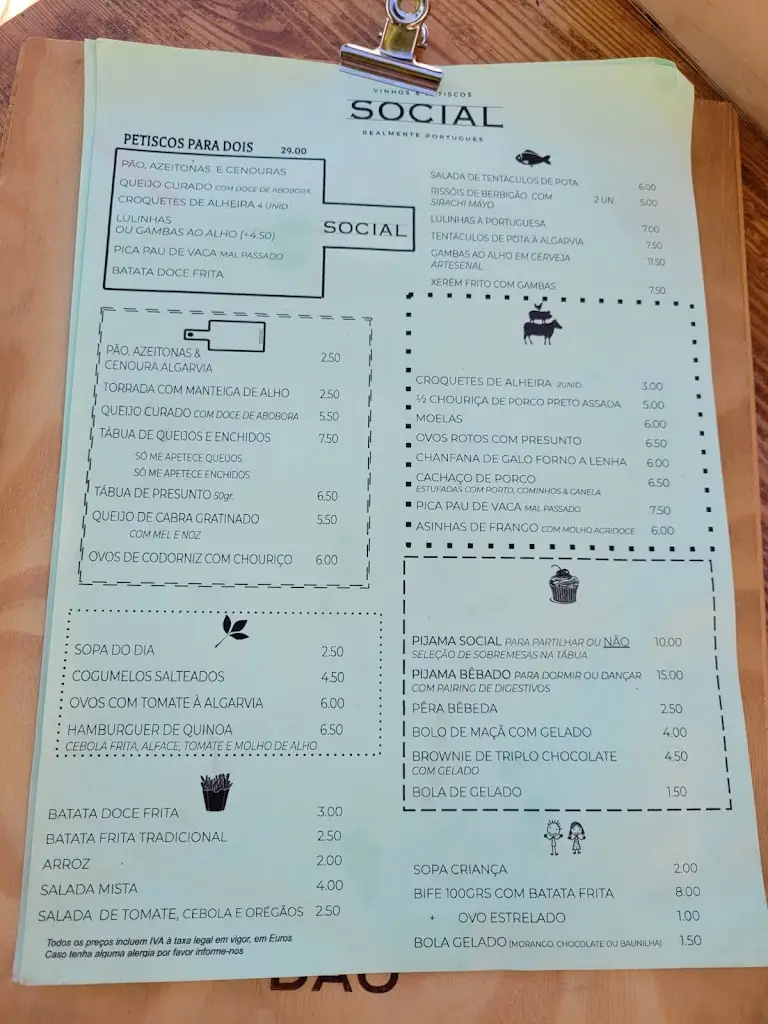 VINHOS & PETISCOS
SOCIAL
REALMENTE PORTUGUÊS
PETISCOS PARA DOIS 29.00
PÃO, AZEITONAS E CENOURAS
QUEIJO CURADO COM DOCE DE ABOBORA
CROQUETES DE ALHEIRA 4 UNID
LULINHAS
OU GAMBAS AO ALHO (+4.50)
PICA PAU DE VACA MAL PASSADO
BATATA DOCE FRITA
SOCIAL
PÃO, AZEITONAS &
CENOURA ALGARVIA 2.50
TORRADA COM MANTEIGA DE ALHO 2.50
QUEIJO CURADO COM DOCE DE ABOBORA 5.50
TÁBUA DE QUEIJOS E ENCHIDOS 7.50
SÓ ME APETECE QUEIJOS
SÓ ME APETECE ENCHIDOS
TÁBUA DE PRESUNTO 50gr. 6.50
QUEIJO DE CABRA GRATINADO 5.50
COM MEL E NOZ
OVOS DE CODORNIZ COM CHOURIÇO 6.00
SOPA DO DIA 2.50
COGUMELOS SALTEADOS 4.50
OVOS COM TOMATE À ALGARVIA 6.00
HAMBURGUER DE QUINOA 6.50
CEBOLA FRITA, ALFACE, TOMATE E MOLHO DE ALHO
BATATA DOCE FRITA 3.00
BATATA FRITA TRADICIONAL 2.50
ARROZ 2.00
SALADA MISTA 4.00
SALADA DE TOMATE, CEBOLA E ORÉGÃOS 2.50
Todos os preços incluem IVA à taxa legal em vigor, em Euros
Caso tenha alguma alergia por favor informe-nos
SALADA DE TENTÁCULOS DE POTA 6.00
RISSÓIS DE BERBIGÃO COM 2 UN. 5.00
SIRACHI MAYO
LULINHAS À PORTUGUESA 7.00
TENTÁCULOS DE POTA À ALGARVIA 7.50
GAMBAS AO ALHO EM CERVEJA 11.50
ARTESENAL
XERÉM FRITO COM GAMBAS 7.50
CROQUETES DE ALHEIRA 2UNID. 3.00
½ CHOURIÇA DE PORCO PRETO ASSADA 5.00
MOELAS 6.00
OVOS ROTOS COM PRESUNTO 6.50
CHANFANA DE GALO FORNO A LENHA 6.00
CACHAÇO DE PORCO 6.50
ESTUFADAS COM PORTO, COMINHOS & CANELA
PICA PAU DE VACA MAL PASSADO 7.50
ASINHAS DE FRANGO COM MOLHO AGRIDOCE 6,00
PIJAMA SOCIAL PARA PARTILHAR OU NÃO 10.00
SELEÇÃO DE SOBREMESAS NA TÁBUA
PIJAMA BÊBADO PARA DORMIR OU DANÇAR 15.00
COM PAIRING DE DIGESTIVOS
PÊRA BÊBEDA 2.50
BOLO DE MAÇÃ COM GELADO 4.00
BROWNIE DE TRIPLO CHOCOLATE 4.50
COM GELADO
BOLA DE GELADO 1.50
SOPA CRIANÇA 2.00
BIFE 100GRS COM BATATA FRITA 8.00
+ OVO ESTRELADO 1.00
BOLA GELADO (MORANGO, CHOCOLATE OU BAUNILHA) 1.50